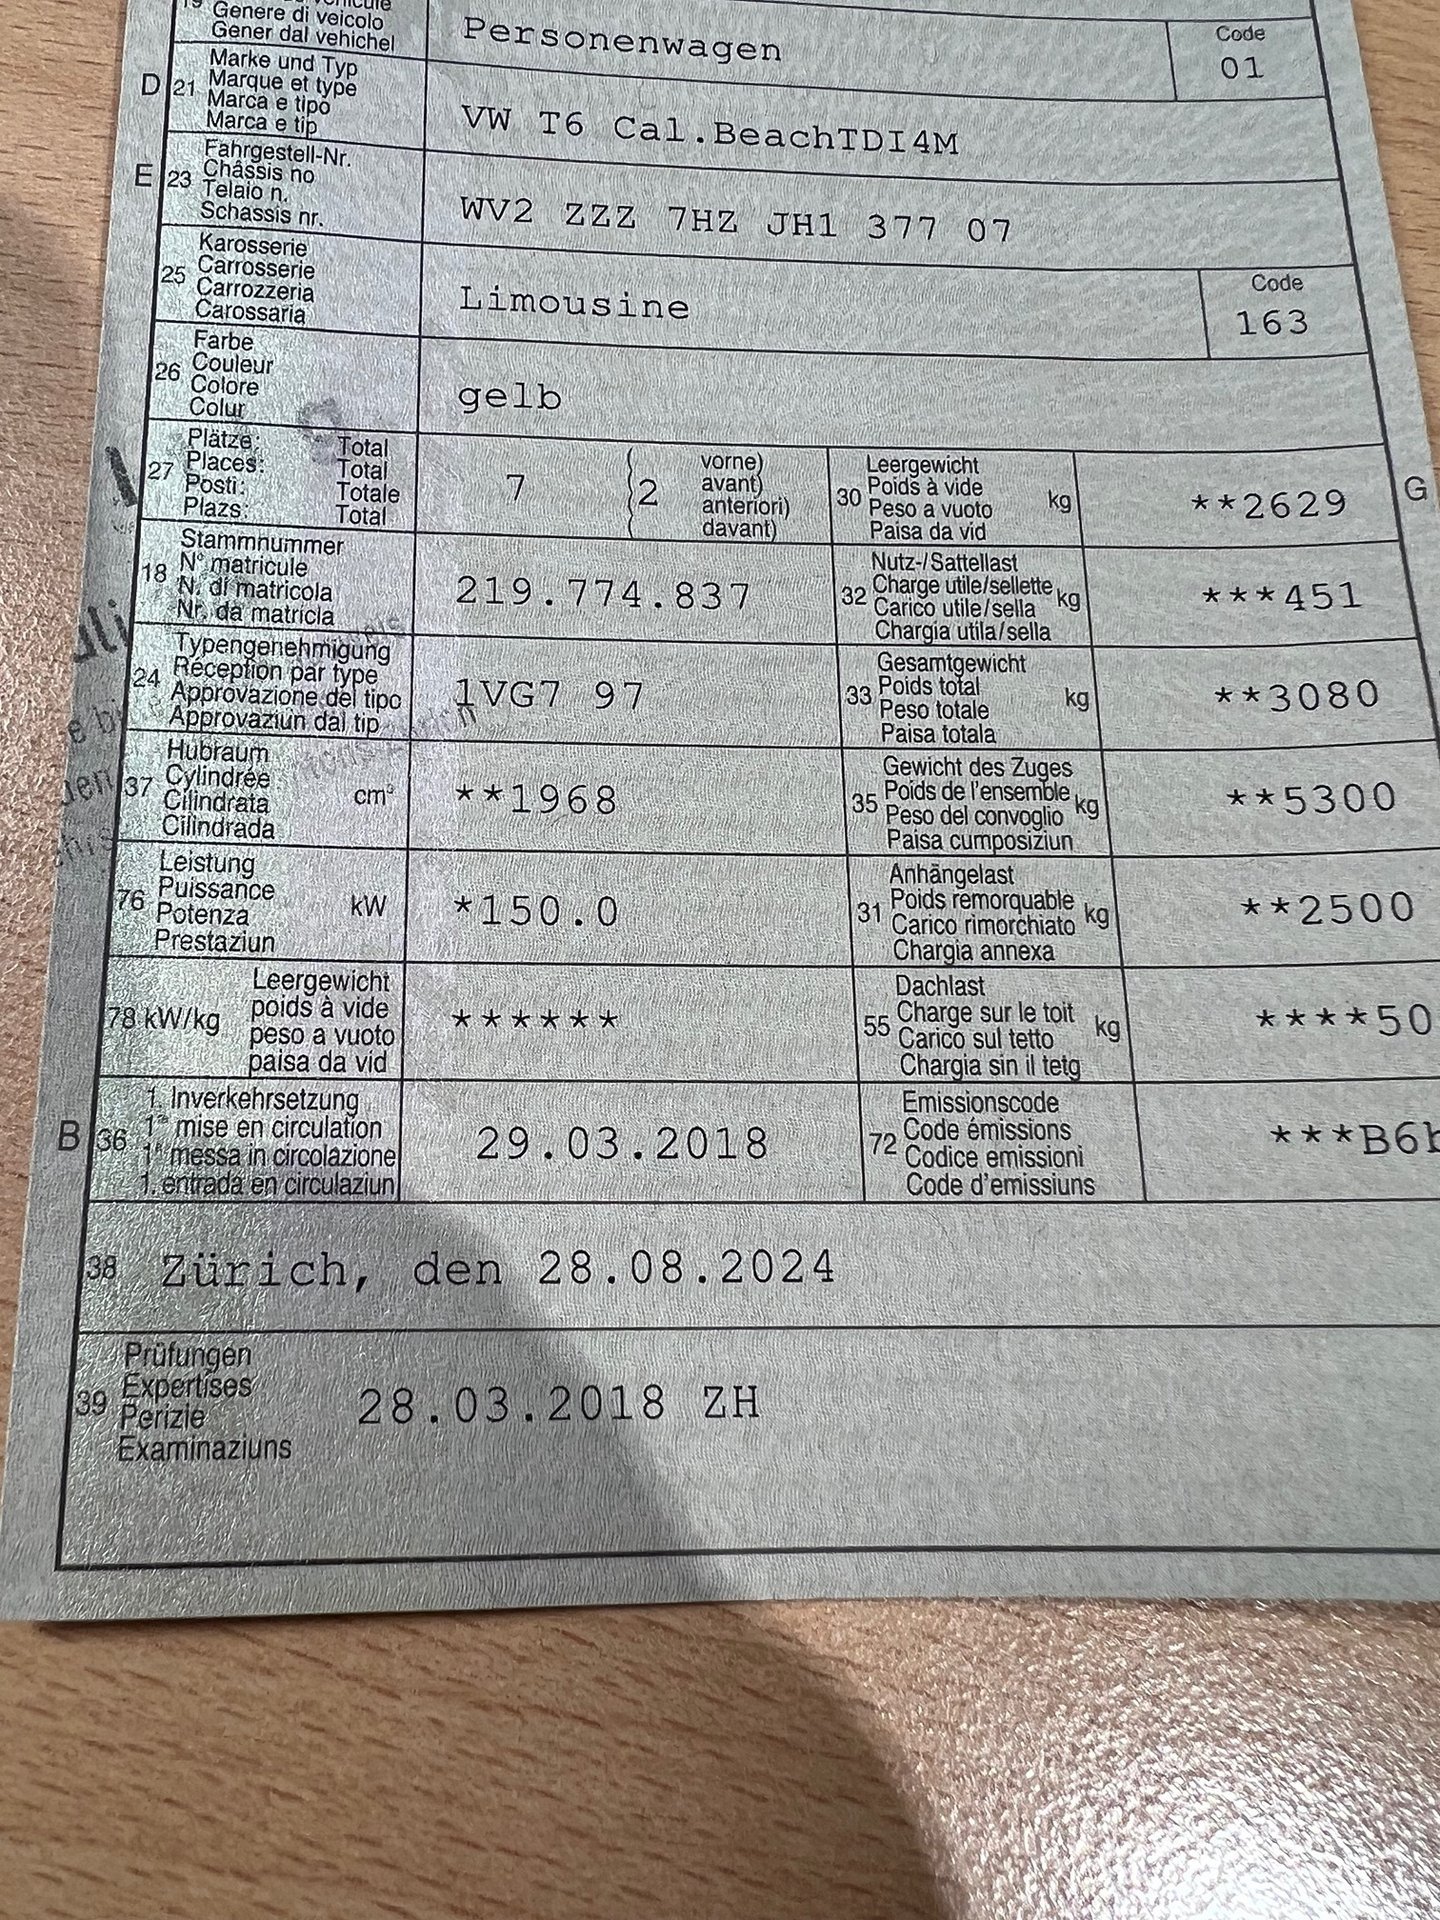 19 Genere di veicolo
Gener dal vehichel
Personenwagen
Code
01
D 21 Marke und Typ
Marque et type
Marca e tipo
Marca e tip
VW T6 Cal.BeachTDI4M
E 23 Fahrgestell-Nr.
Châssis no
Telaio n.
Schassis nr.
WV2 ZZZ 7HZ JH1 377 07
25 Karosserie
Carrosserie
Carrozzeria
Carossaria
Limousine
Code
163
26 Farbe
Couleur
Colore
Colur
gelb
27 Plätze: Total
Places: Total
Posti: Totale
Plazs: Total
7 2
vorne)
avant)
anteriori)
davant)
30 Leergewicht
Poids à vide kg
Peso a vuoto
Paisa da vid
**2629 G
18 Stammnummer
N° matricule
N. di matricola
Nr. da matricla
219.774.837
32 Nutz-/Sattellast
Charge utile/sellette kg
Carico utile/sella
Chargia utila/sella
***451
24 Typengenehmigung
Réception par type
Approvazione del tipo
Approvaziun dal tip
1VG7 97
33 Gesamtgewicht
Poids total kg
Peso totale
Paisa totala
**3080
37 Hubraum
Cylindrée cm³
Cilindrata
Cilindrada
**1968
35 Gewicht des Zuges
Poids de l'ensemble kg
Peso del convoglio
Paisa cumposiziun
**5300
76 Leistung
Puissance kW
Potenza
Prestaziun
*150.0
31 Anhängelast
Poids remorquable kg
Carico rimorchiato
Chargia annexa
**2500
78 kW/kg Leergewicht
poids à vide
peso a vuoto
paisa da vid
******
55 Dachlast
Charge sur le toit kg
Carico sul tetto
Chargia sin il tetg
****50
B 36 1. Inverkehrsetzung
1re mise en circulation
1a messa in circolazione
1. entrada en circulaziun
29.03.2018
72 Emissionscode
Code émissions
Codice emissioni
Code d'emissiuns
***B6b
38 Zürich, den 28.08.2024
39 Prüfungen
Expertises
Perizie
Examinaziuns
28.03.2018 ZH